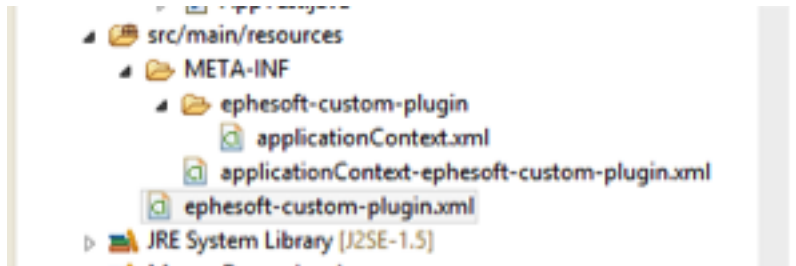 src/main/resources
META-INF
ephesoft-custom-plugin
applicationContext.xml
applicationContext-ephesoft-custom-plugin.xml
ephesoft-custom-plugin.xml
JRE System Library [J2SE-1.5]